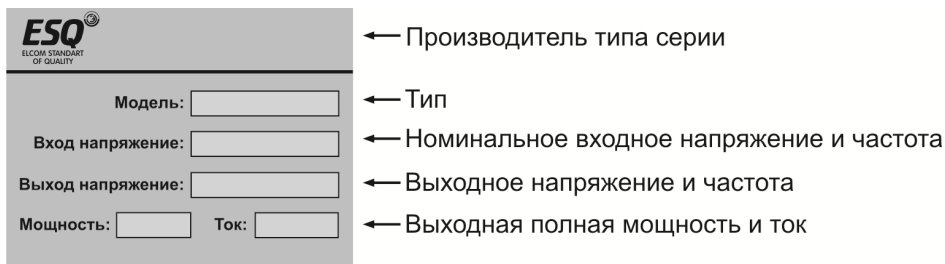 ESQ
ELCOM STANDART
OF QUALITY
Производитель типа серии
Модель:
Тип
Вход напряжение:
Номинальное входное напряжение и частота
Выход напряжение:
Выходное напряжение и частота
Мощность: Ток:
Выходная полная мощность и ток